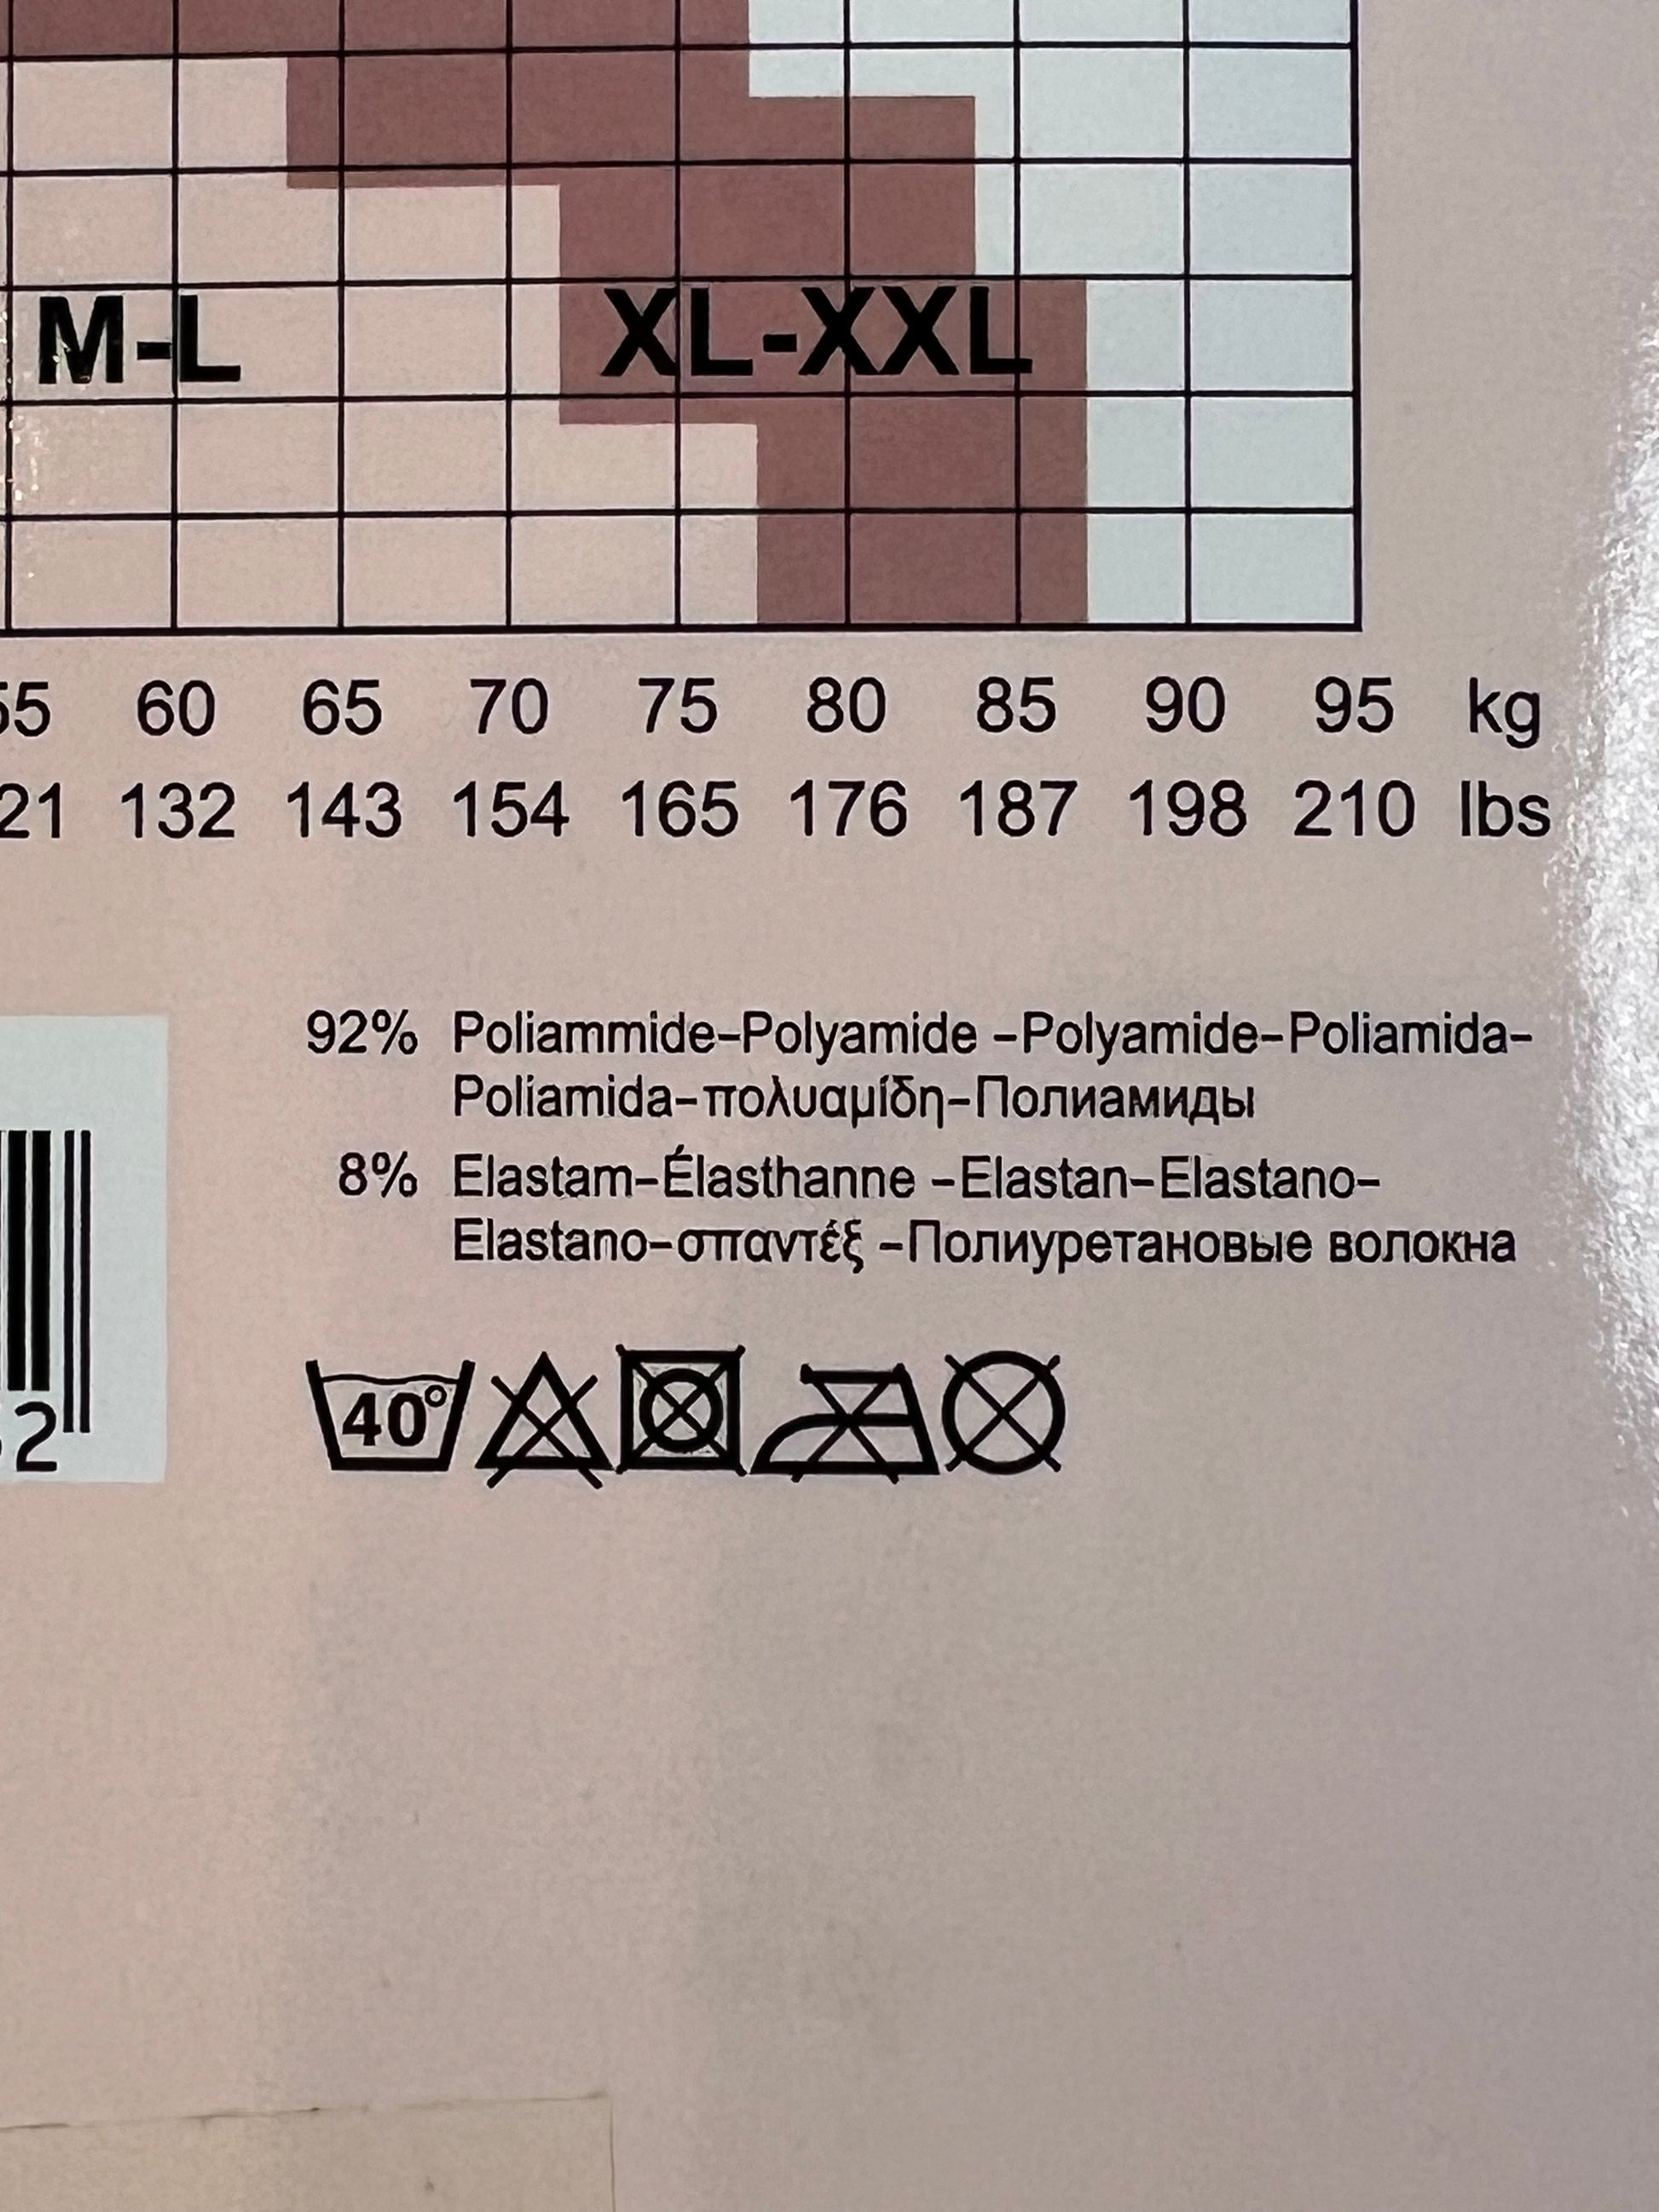 M-L XL-XXL
55 60 65 70 75 80 85 90 95 kg
132 143 154 165 176 187 198 210 lbs
92% Poliammide-Polyamide -Polyamide-Poliamida-
Poliamida-πολυαμίδη-Полиамиды
8% Elastam-Élasthanne -Elastan-Elastano-
Elastano-σπαντέξ -Полиуретановые волокна
2
40°